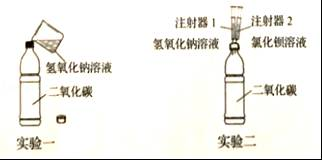 注射器1 注射器2
氢氧化钠溶液 氯化钡溶液
氢氧化钠溶液
二氧化碳 二氧化碳
实验一 实验二